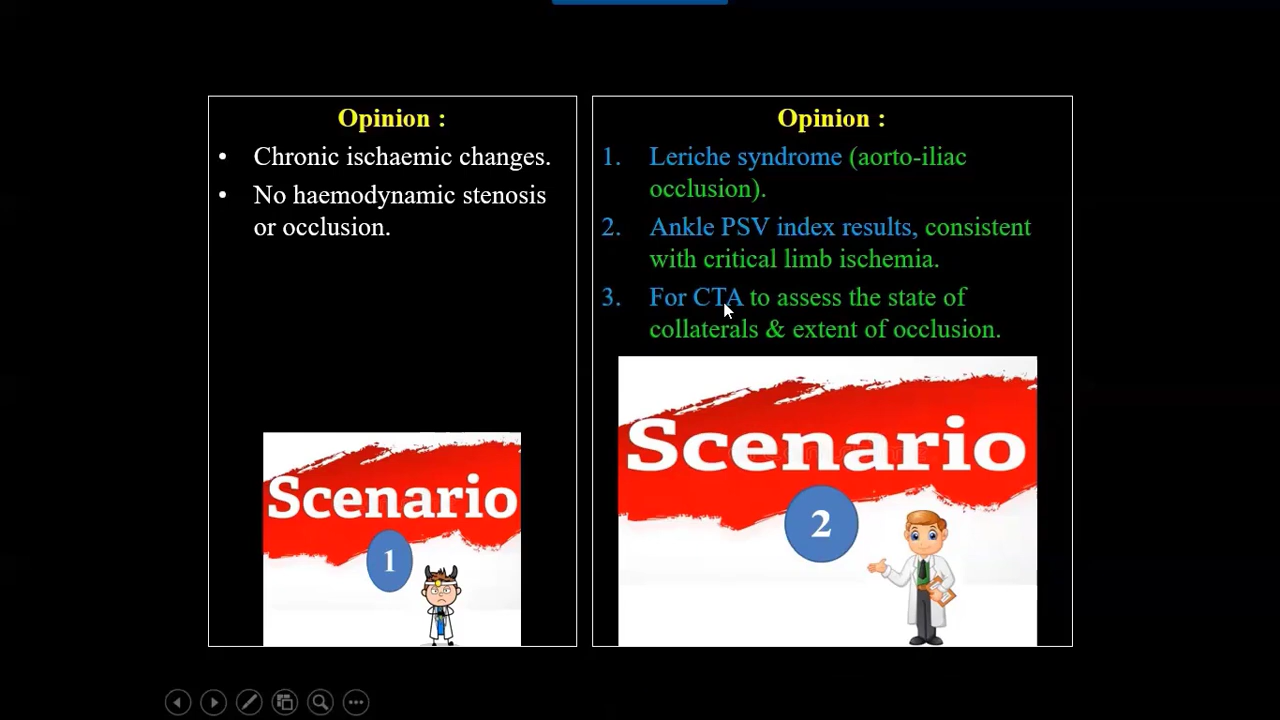 Opinion :
• Chronic ischaemic changes.
• No haemodynamic stenosis
or occlusion.
Scenario
1
Opinion :
1. Leriche syndrome (aorto-iliac
occlusion).
2. Ankle PSV index results, consistent
with critical limb ischemia.
3. For CTA to assess the state of
collaterals & extent of occlusion.
Scenario
2